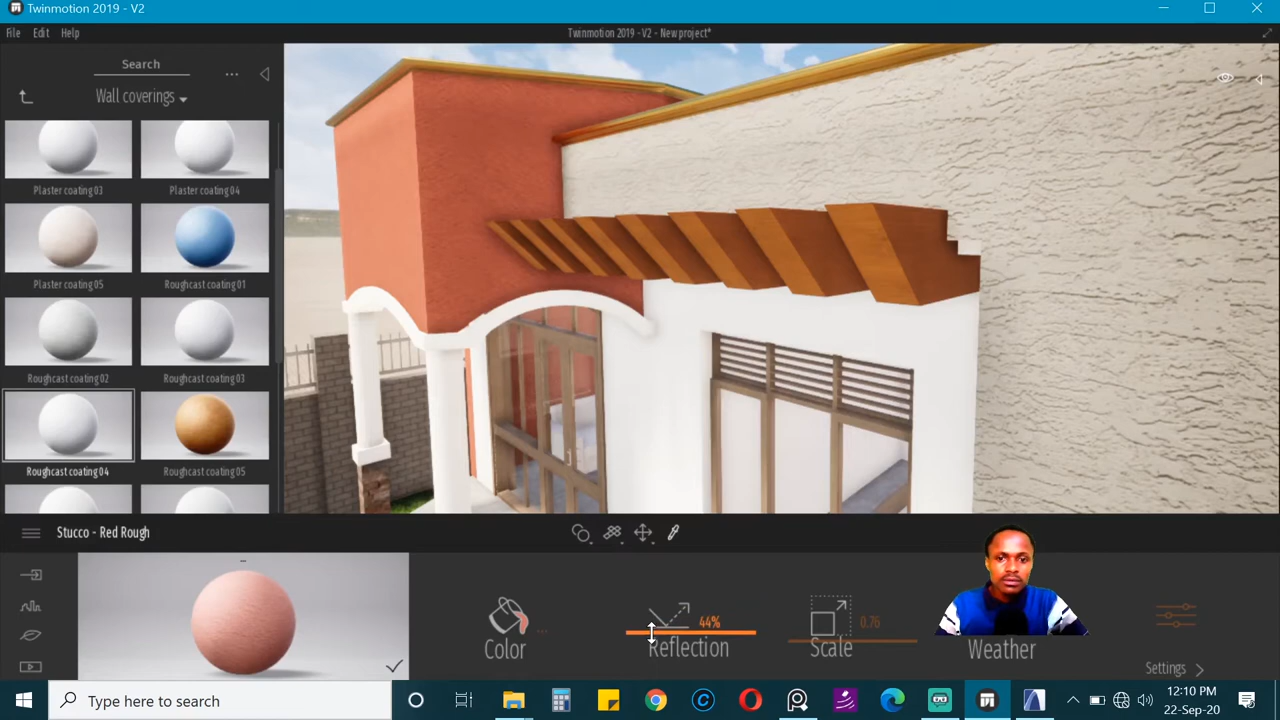 Twinmotion 2019 - V2
File Edit Help
Twinmotion 2019 - V2 - New project*
Search
...
Wall coverings
Plaster coating 03
Plaster coating 04
Plaster coating 05
Roughcast coating 01
Roughcast coating 02
Roughcast coating 03
Roughcast coating 04
Roughcast coating 05
Stucco - Red Rough
Color
44%
Reflection
0.76
Scale
Weather
Settings
Type here to search
12:10 PM
22-Sep-20